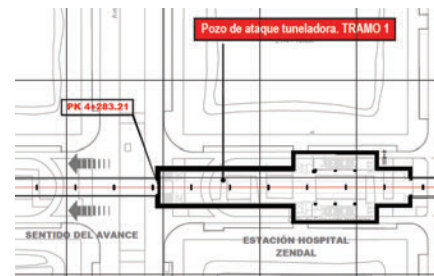 Pozo de ataque tuneladora. TRAMO 1
PK 4+283.21
SENTIDO DEL AVANCE
ESTACIÓN HOSPITAL
ZENDAL